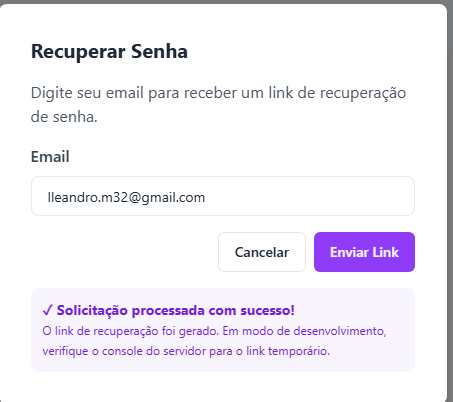 Recuperar Senha
Digite seu email para receber um link de recuperação
de senha.
Email
lleandro.m32@gmail.com
Cancelar
Enviar Link
✓ Solicitação processada com sucesso!
O link de recuperação foi gerado. Em modo de desenvolvimento,
verifique o console do servidor para o link temporário.